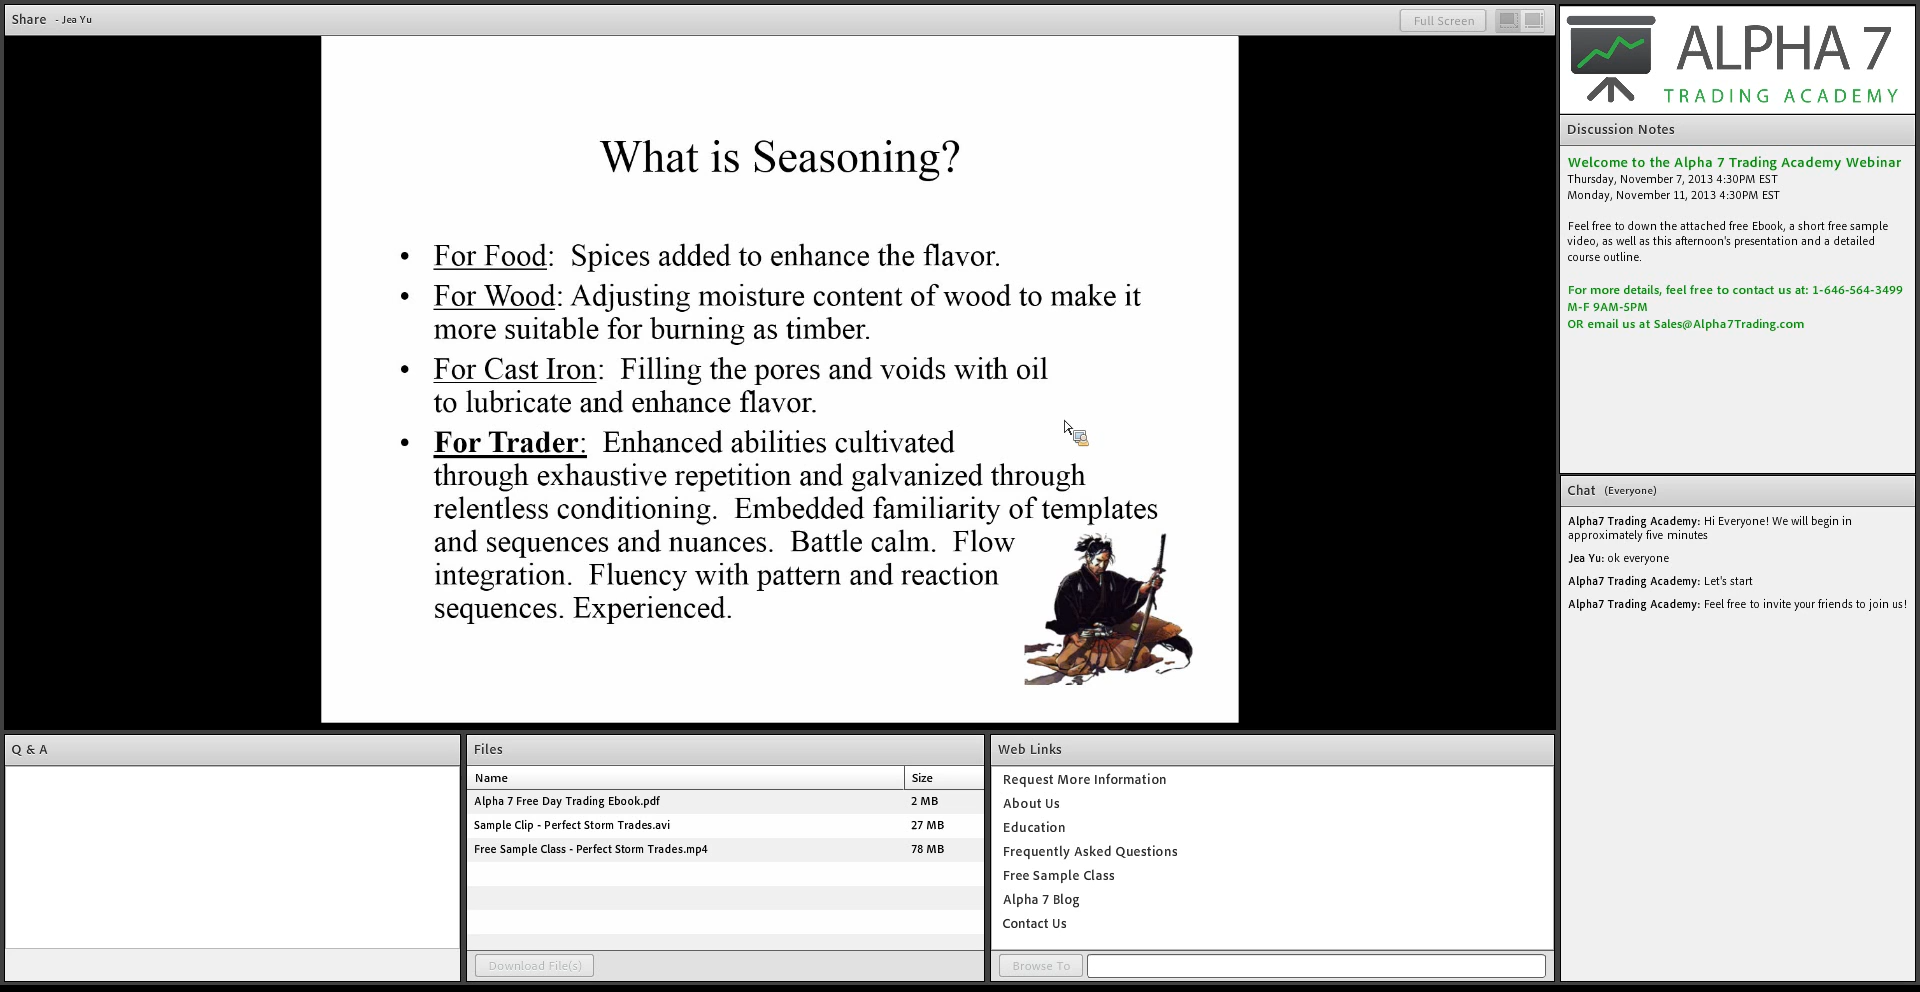 Share - Jea Yu
Full Screen
What is Seasoning?
• For Food: Spices added to enhance the flavor.
• For Wood: Adjusting moisture content of wood to make it
more suitable for burning as timber.
• For Cast Iron: Filling the pores and voids with oil
to lubricate and enhance flavor.
• For Trader: Enhanced abilities cultivated
through exhaustive repetition and galvanized through
relentless conditioning. Embedded familiarity of templates
and sequences and nuances. Battle calm. Flow
integration. Fluency with pattern and reaction
sequences. Experienced.
ALPHA 7
TRADING ACADEMY
Discussion Notes
Welcome to the Alpha 7 Trading Academy Webinar
Thursday, November 7, 2013 4:30PM EST
Monday, November 11, 2013 4:30PM EST
Feel free to down the attached free Ebook, a short free sample
video, as well as this afternoon's presentation and a detailed
course outline.
For more details, feel free to contact us at: 1-646-564-3499
M-F 9AM-5PM
OR email us at Sales@Alpha7Trading.com
Chat (Everyone)
Alpha7 Trading Academy: Hi Everyone! We will begin in
approximately five minutes
Jea Yu: ok everyone
Alpha7 Trading Academy: Let's start
Alpha7 Trading Academy: Feel free to invite your friends to join us!
Q & A
Files
Name Size
Alpha 7 Free Day Trading Ebook.pdf 2 MB
Sample Clip - Perfect Storm Trades.avi 27 MB
Free Sample Class - Perfect Storm Trades.mp4 78 MB
Download File(s)
Web Links
Request More Information
About Us
Education
Frequently Asked Questions
Free Sample Class
Alpha 7 Blog
Contact Us
Browse To